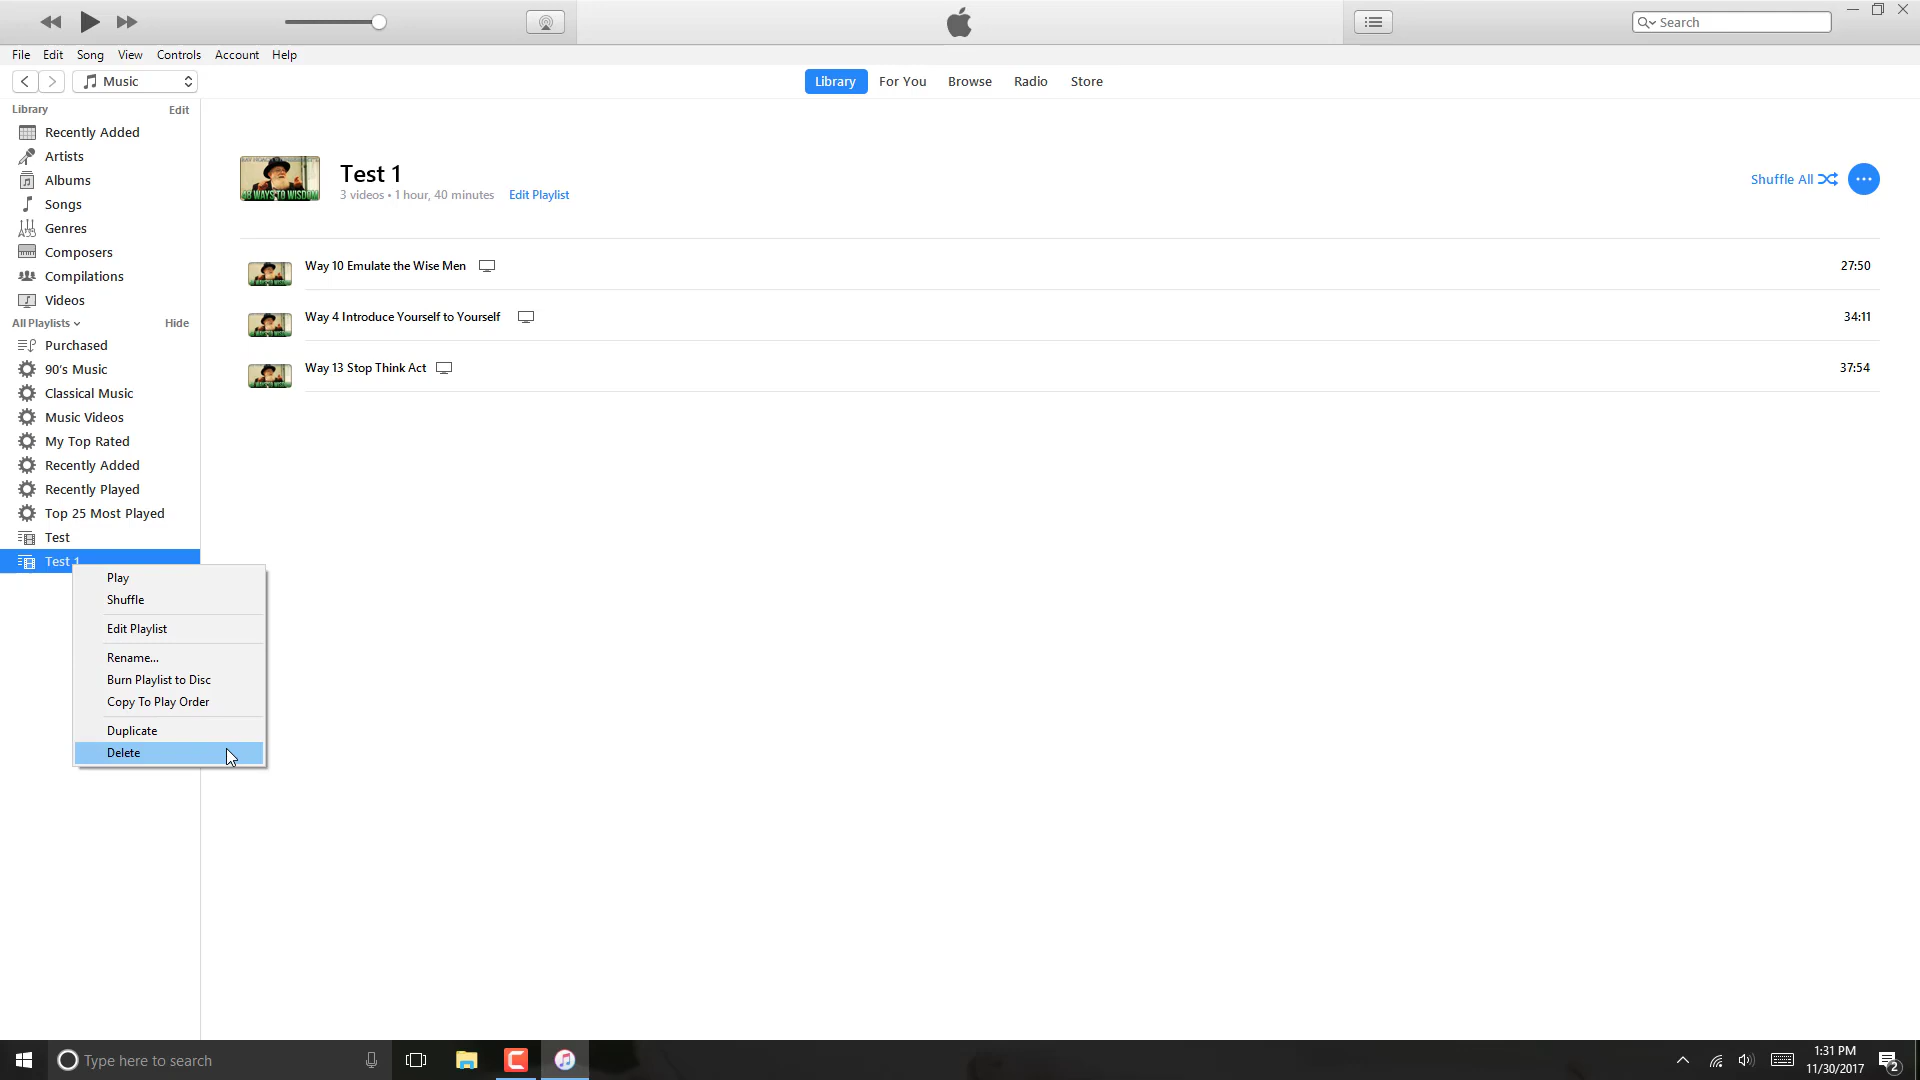 Search
File Edit Song View Controls Account Help
Music
Library For You Browse Radio Store
Library Edit
Recently Added
Artists
Albums
Songs
Genres
Composers
Compilations
Videos
All Playlists Hide
Purchased
90's Music
Classical Music
Music Videos
My Top Rated
Recently Added
Recently Played
Top 25 Most Played
Test
Test 1
Play
Shuffle
Edit Playlist
Rename...
Burn Playlist to Disc
Copy To Play Order
Duplicate
Delete
WAYS TO WISDOM
Test 1
3 videos • 1 hour, 40 minutes Edit Playlist
Shuffle All
Way 10 Emulate the Wise Men 27:50
Way 4 Introduce Yourself to Yourself 34:11
Way 13 Stop Think Act 37:54
Type here to search
1:31 PM
11/30/2017
2